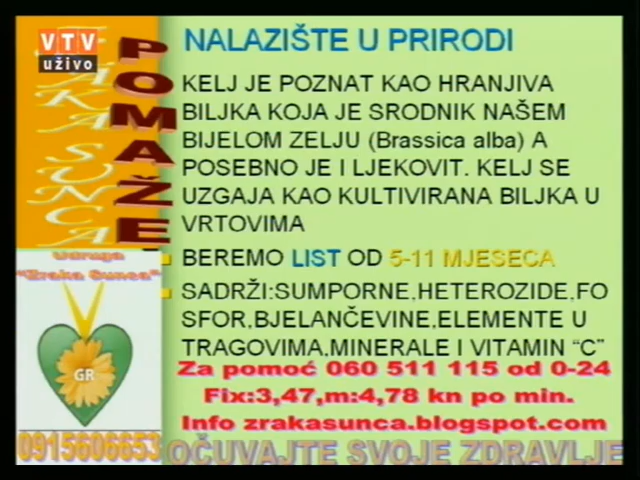 VTV
uživo
ZRAKA SUNCA
POMAŽE
NALAZIŠTE U PRIRODI
KELJ JE POZNAT KAO HRANJIVA
BILJKA KOJA JE SRODNIK NAŠEM
BIJELOM ZELJU (Brassica alba) A
POSEBNO JE I LJEKOVIT. KELJ SE
UZGAJA KAO KULTIVIRANA BILJKA U
VRTOVIMA
BEREMO LIST OD 5-11 MJESECA
SADRŽI:SUMPORNE,HETEROZIDE,FO
SFOR,BJELANČEVINE,ELEMENTE U
TRAGOVIMA,MINERALE I VITAMIN “C”
Udruga
“Zraka Sunca”
GR
0915606653
Za pomoć 060 511 115 od 0-24
Fix:3,47,m:4,78 kn po min.
Info zrakasunca.blogspot.com
OČUVAJTE SVOJE ZDRAVLJE